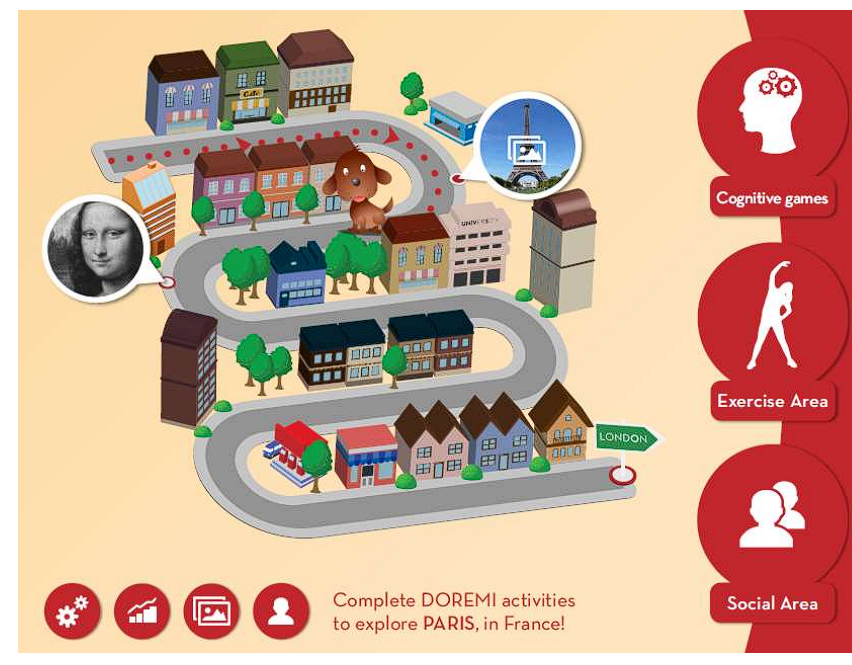 Café
UNIVERSITY
Cognitive games
Exercise Area
LONDON
Social Area
Complete DOREMI activities
to explore PARIS, in France!